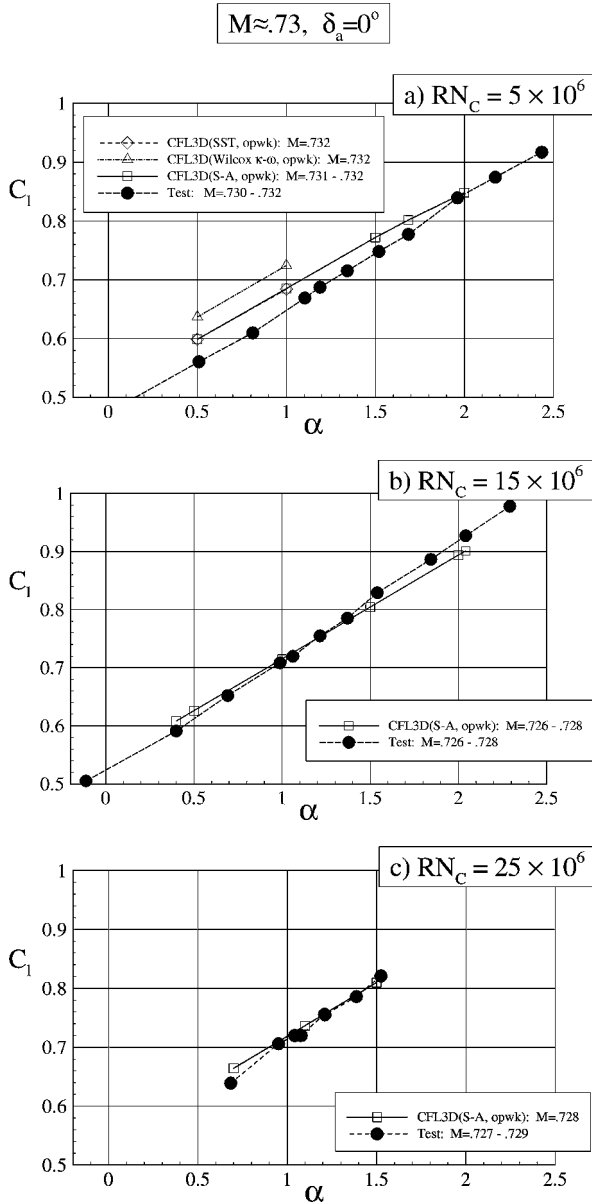 M≈.73, δa=0°
a) RNC = 5 × 10^6
1
0.9
0.8
0.7
0.6
0.5
Cl
CFL3D(SST, opwk): M=.732
CFL3D(Wilcox κ-ω, opwk): M=.732
CFL3D(S-A, opwk): M=.731 - .732
Test: M=.730 - .732
0 0.5 1 1.5 2 2.5
α
b) RNC = 15 × 10^6
1
0.9
0.8
0.7
0.6
0.5
Cl
CFL3D(S-A, opwk): M=.726 - .728
Test: M=.726 - .728
0 0.5 1 1.5 2 2.5
α
c) RNC = 25 × 10^6
1
0.9
0.8
0.7
0.6
0.5
Cl
CFL3D(S-A, opwk): M=.728
Test: M=.727 - .729
0 0.5 1 1.5 2 2.5
α